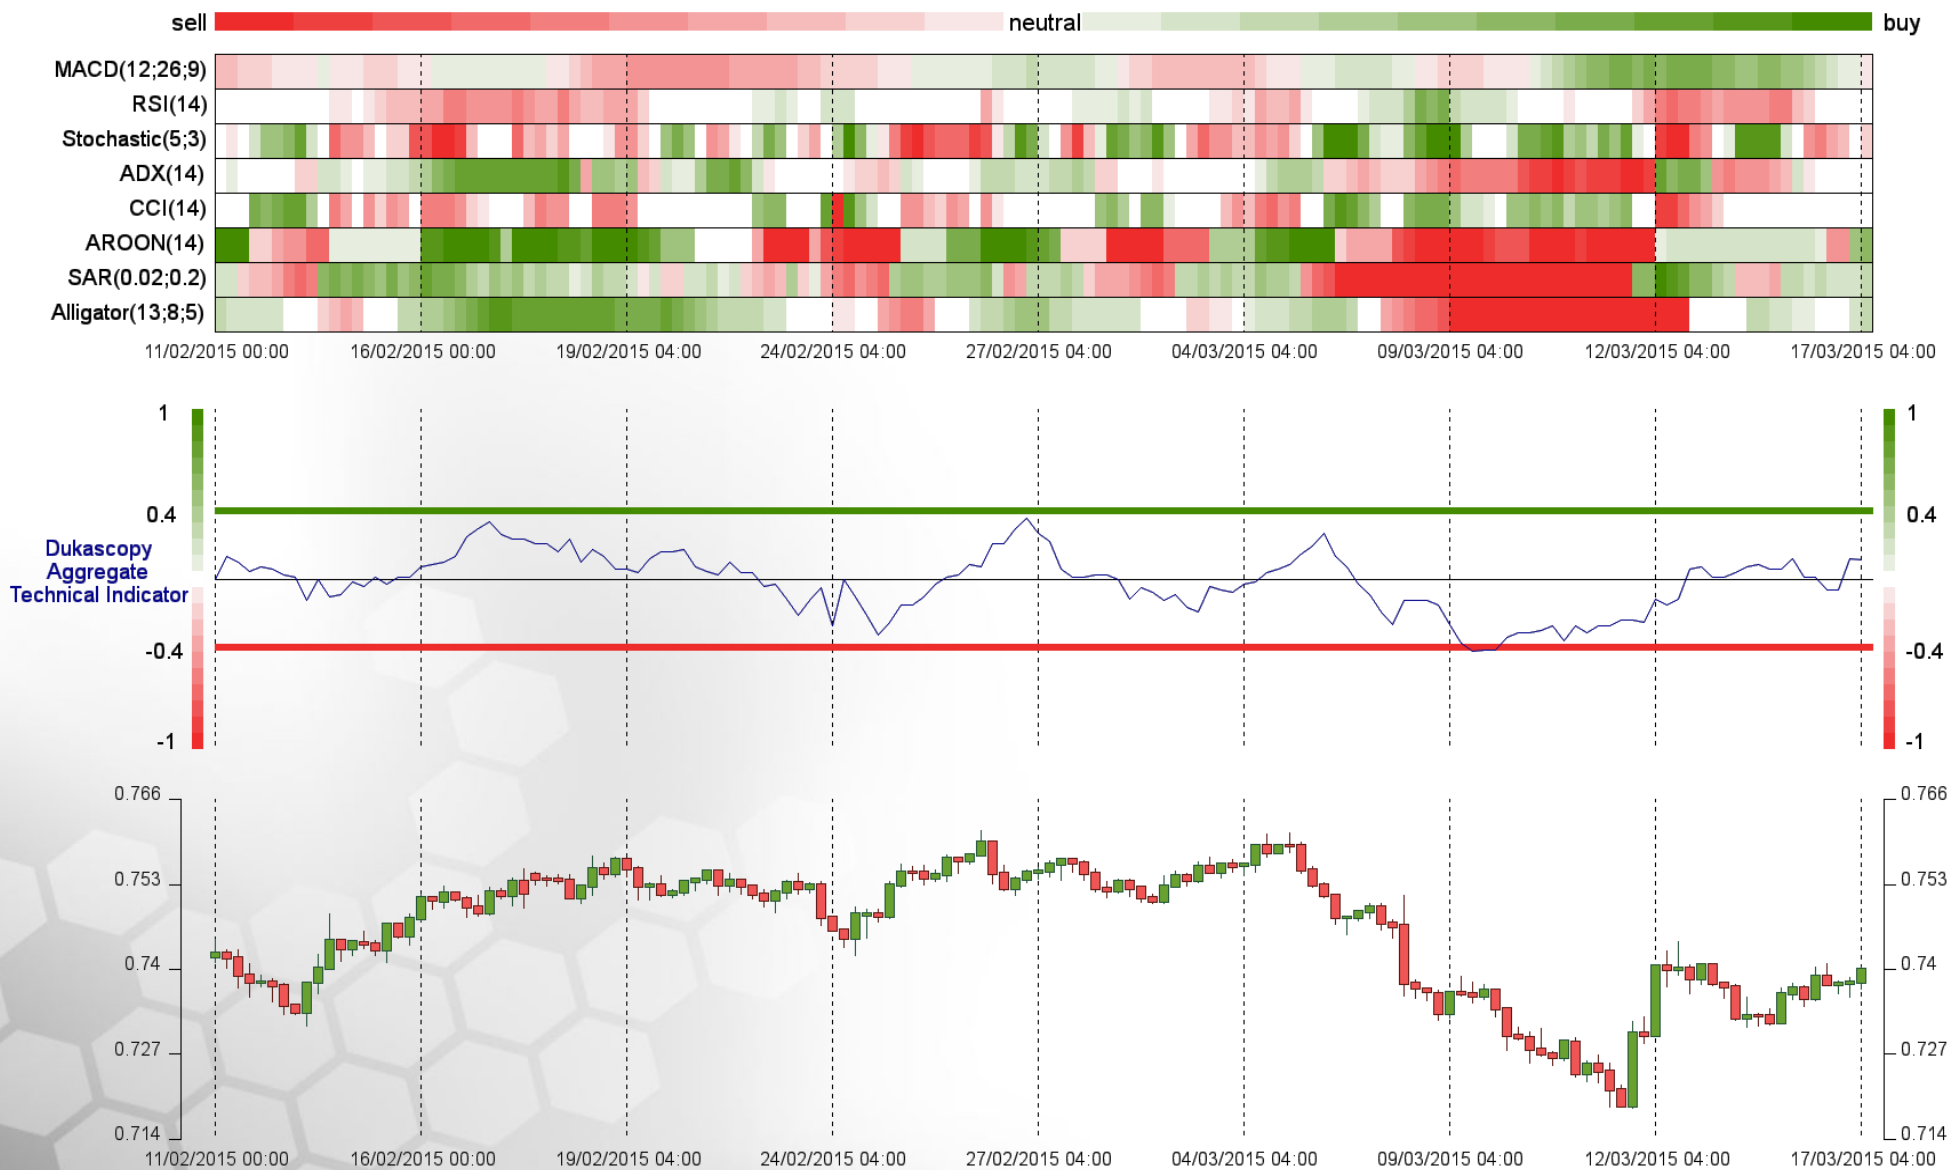 sell neutral buy
MACD(12;26;9)
RSI(14)
Stochastic(5;3)
ADX(14)
CCI(14)
AROON(14)
SAR(0.02;0.2)
Alligator(13;8;5)
11/02/2015 00:00 16/02/2015 00:00 19/02/2015 04:00 24/02/2015 04:00 27/02/2015 04:00 04/03/2015 04:00 09/03/2015 04:00 12/03/2015 04:00 17/03/2015 04:00
1 1
0.4 0.4
Dukascopy
Aggregate
Technical Indicator
-0.4 -0.4
-1 -1
0.766 0.766
0.753 0.753
0.74 0.74
0.727 0.727
0.714 0.714
11/02/2015 00:00 16/02/2015 00:00 19/02/2015 04:00 24/02/2015 04:00 27/02/2015 04:00 04/03/2015 04:00 09/03/2015 04:00 12/03/2015 04:00 17/03/2015 04:00